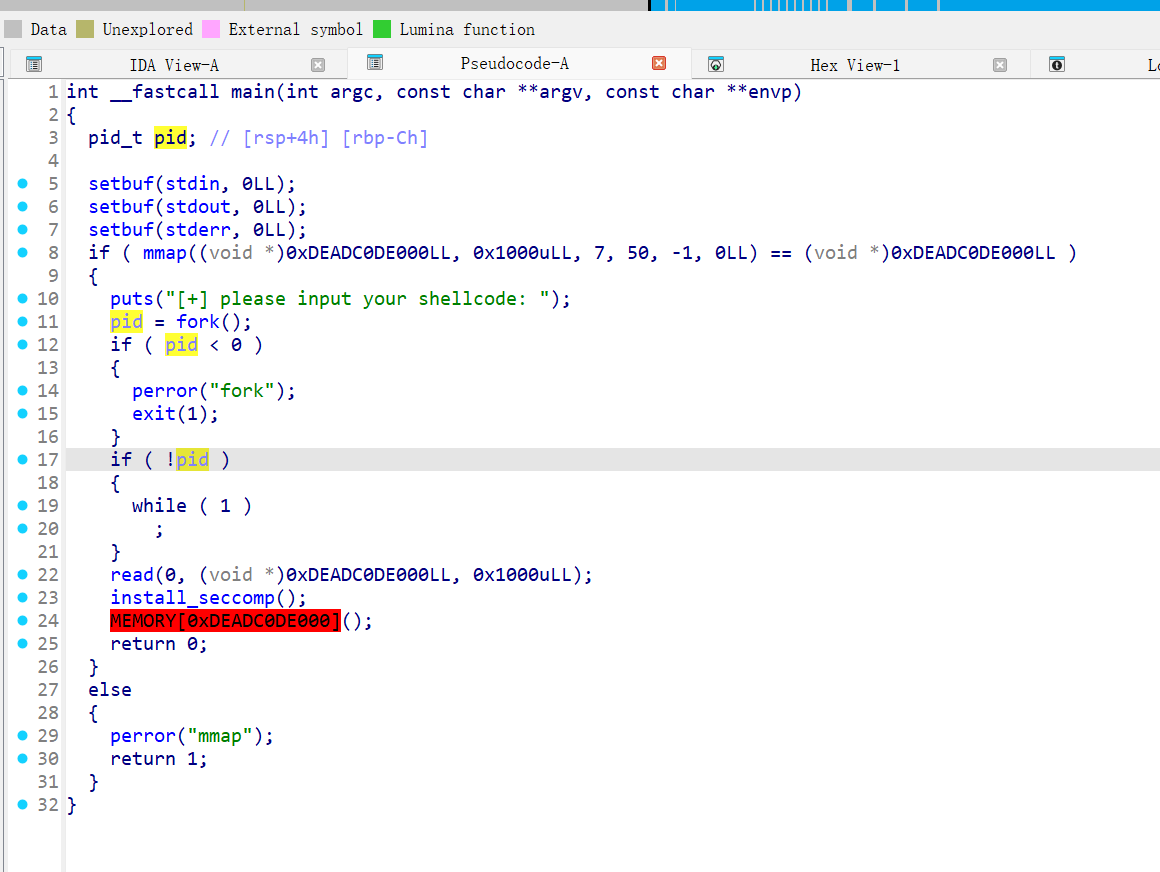 Data Unexplored External symbol Lumina function
IDA View-A Pseudocode-A Hex View-1
1 int __fastcall main(int argc, const char **argv, const char **envp)
2 {
3 pid_t pid; // [rsp+4h] [rbp-Ch]
4
5 setbuf(stdin, 0LL);
6 setbuf(stdout, 0LL);
7 setbuf(stderr, 0LL);
8 if ( mmap((void *)0xDEADC0DE000LL, 0x1000uLL, 7, 50, -1, 0LL) == (void *)0xDEADC0DE000LL )
9 {
10 puts("[+] please input your shellcode: ");
11 pid = fork();
12 if ( pid < 0 )
13 {
14 perror("fork");
15 exit(1);
16 }
17 if ( !pid )
18 {
19 while ( 1 )
20 ;
21 }
22 read(0, (void *)0xDEADC0DE000LL, 0x1000uLL);
23 install_seccomp();
24 MEMORY[0xDEADC0DE000]();
25 return 0;
26 }
27 else
28 {
29 perror("mmap");
30 return 1;
31 }
32 }